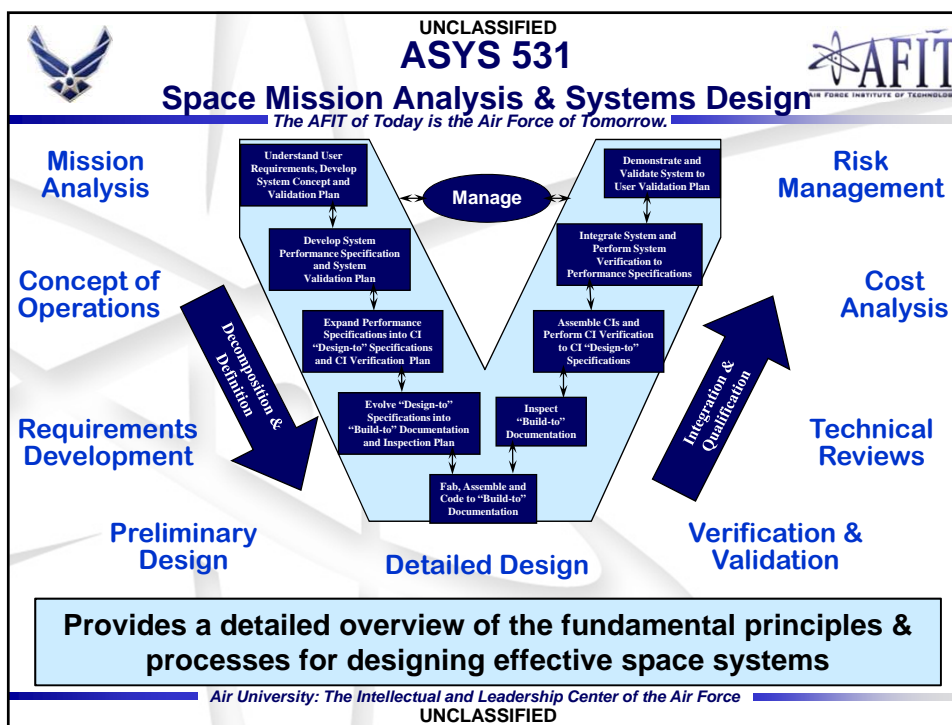 UNCLASSIFIED
ASYS 531
Space Mission Analysis & Systems Design
AFIT
AIR FORCE INSTITUTE OF TECHNOLOGY
The AFIT of Today is the Air Force of Tomorrow.
Mission
Analysis
Concept of
Operations
Requirements
Development
Preliminary
Design
Decomposition &
Definition
Understand User
Requirements, Develop
System Concept and
Validation Plan
Develop System
Performance Specification
and System
Validation Plan
Expand Performance
Specifications into CI
“Design-to” Specifications
and CI Verification Plan
Evolve “Design-to”
Specifications into
“Build-to” Documentation
and Inspection Plan
Fab, Assemble and
Code to “Build-to”
Documentation
Manage
Demonstrate and
Validate System to
User Validation Plan
Integrate System and
Perform System
Verification to
Performance Specifications
Assemble CIs and
Perform CI Verification
to CI “Design-to”
Specifications
Inspect
“Build-to”
Documentation
Integration &
Qualification
Risk
Management
Cost
Analysis
Technical
Reviews
Verification &
Validation
Detailed Design
Provides a detailed overview of the fundamental principles &
processes for designing effective space systems
Air University: The Intellectual and Leadership Center of the Air Force
UNCLASSIFIED